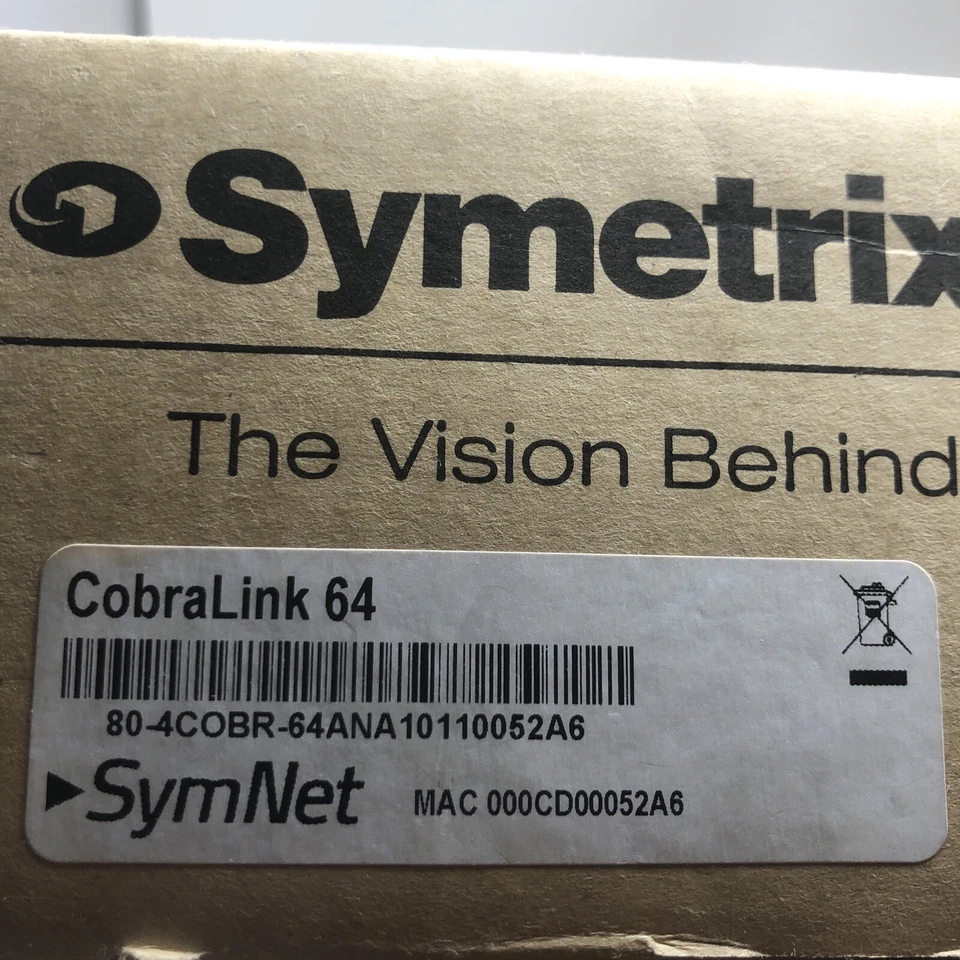 Symetrix
The Vision Behind
CobraLink 64
80-4COBR-64ANA10110052A6
SymNet MAC 000CD00052A6